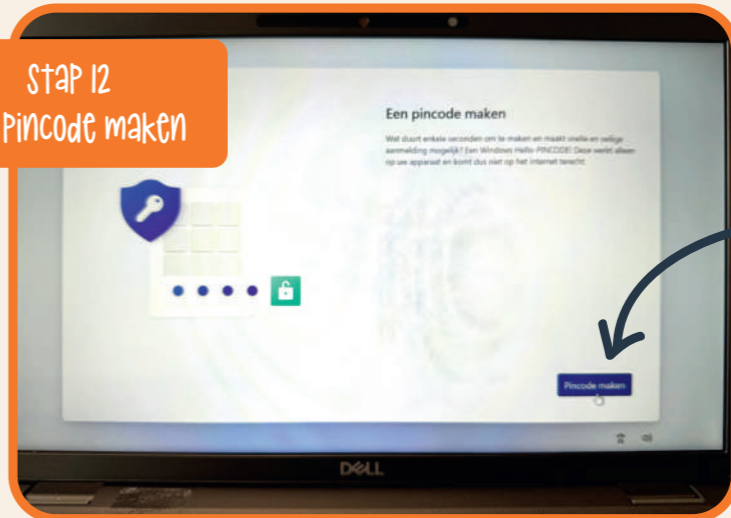 Stap 12
Pincode maken
Een pincode maken
Wat duurt enkele seconden om te maken en maakt snelle en veilige
aanmelding mogelijk? Een Windows Hello-PINCODE! Deze werkt alleen
op uw apparaat en komt dus niet op het internet terecht.
Pincode maken
DELL